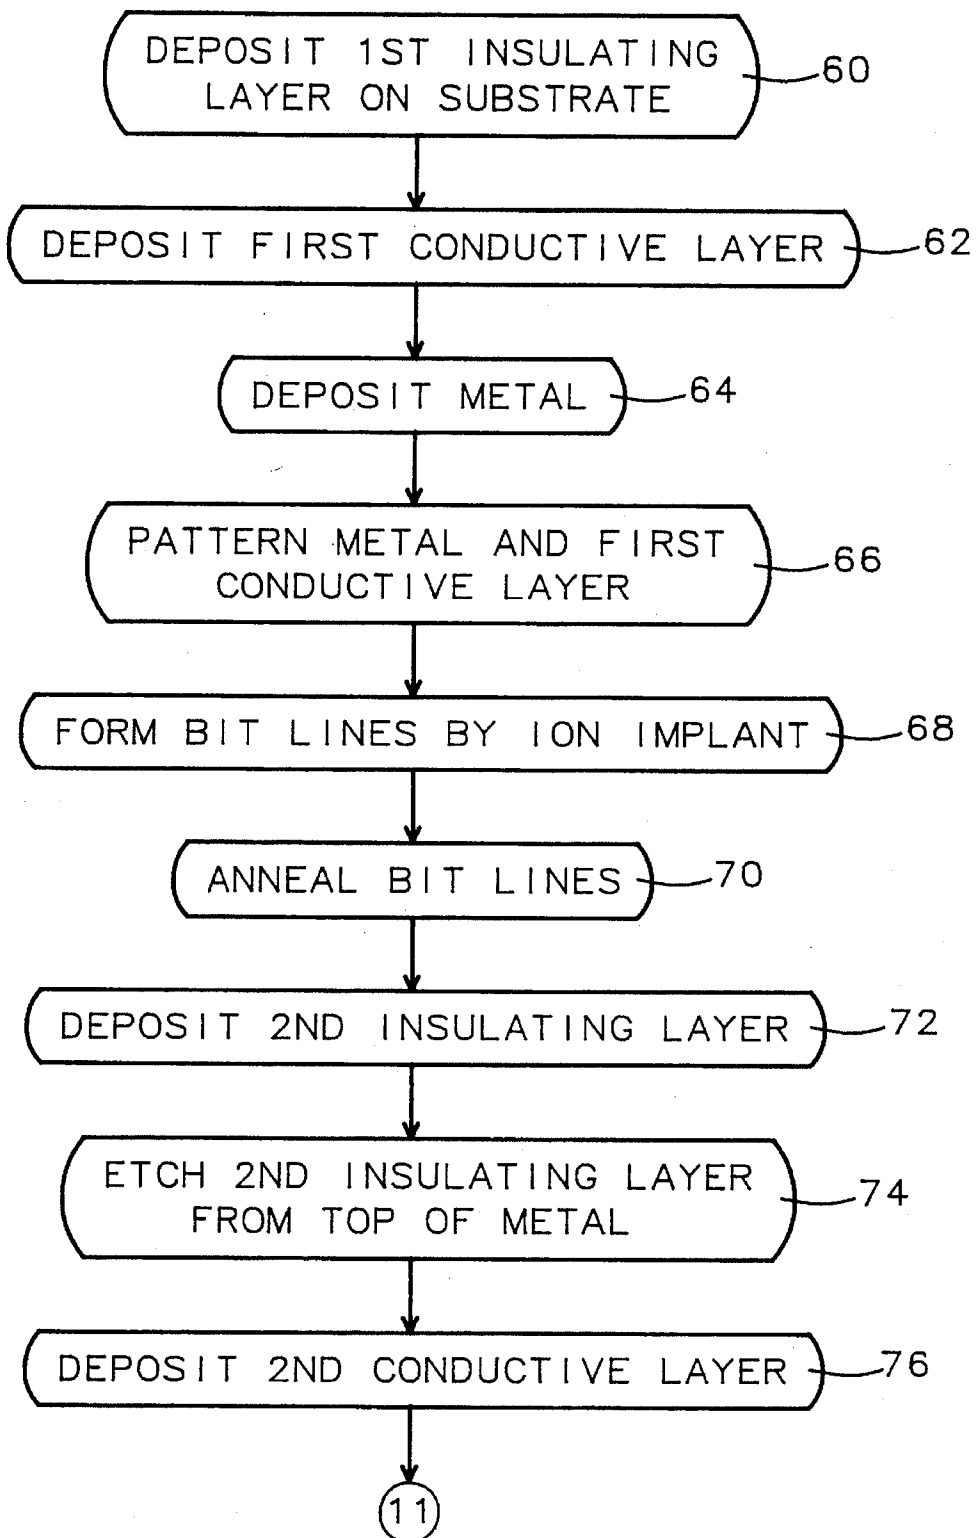 DEPOSIT 1ST INSULATING
LAYER ON SUBSTRATE
60
DEPOSIT FIRST CONDUCTIVE LAYER
62
DEPOSIT METAL
64
PATTERN METAL AND FIRST
CONDUCTIVE LAYER
66
FORM BIT LINES BY ION IMPLANT
68
ANNEAL BIT LINES
70
DEPOSIT 2ND INSULATING LAYER
72
ETCH 2ND INSULATING LAYER
FROM TOP OF METAL
74
DEPOSIT 2ND CONDUCTIVE LAYER
76
11